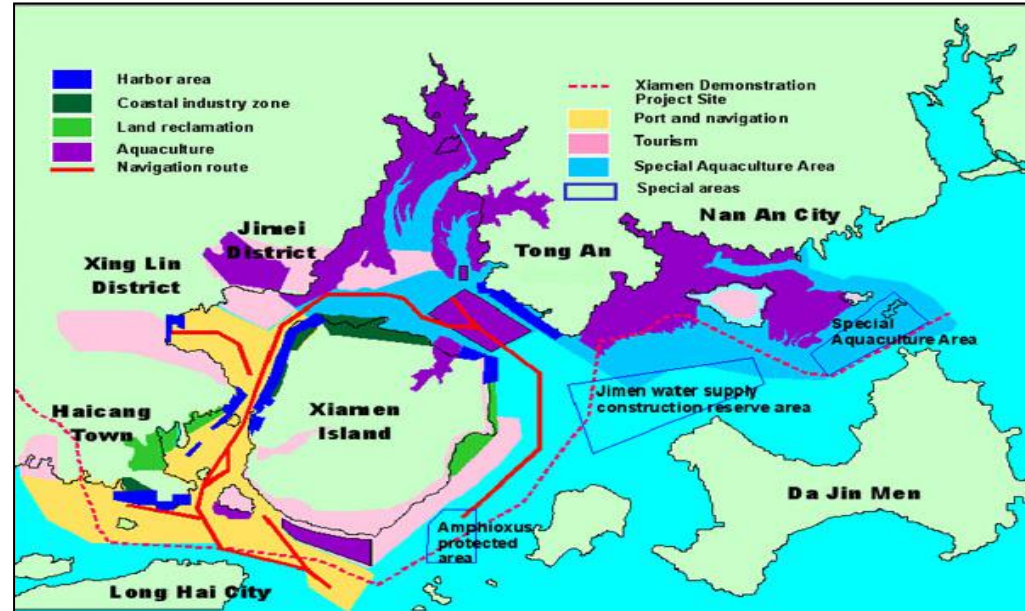 Harbor area
Coastal industry zone
Land reclamation
Aquaculture
Navigation route
Xiamen Demonstration
Project Site
Port and navigation
Tourism
Special Aquaculture Area
Special areas
Nan An City
Jimei
District
Tong An
Xing Lin
District
Special
Aquaculture Area
Jimen water supply
construction reserve area
Haicang
Town
Xiamen
Island
Da Jin Men
Amphioxus
protected
area
Long Hai City